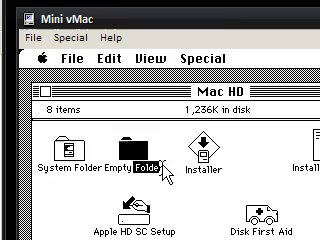 Mini vMac
File Special Help
File Edit View Special
Mac HD
8 items 1,236K in disk
System Folder Empty Folde Installer
Apple HD SC Setup Disk First Aid